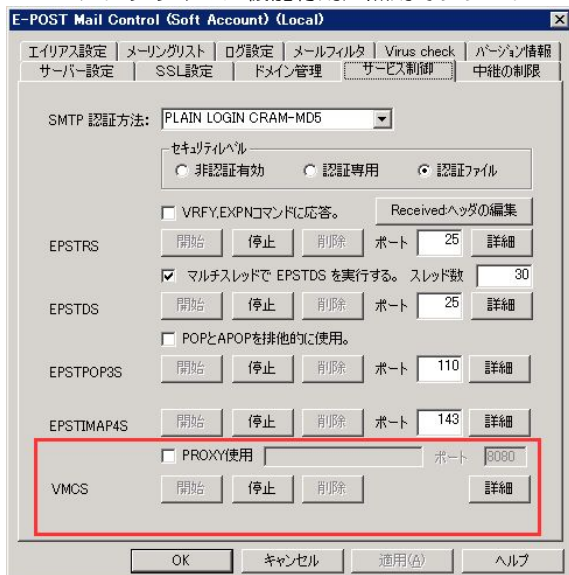 E-POST Mail Control (Soft Account) (Local)
エイリアス設定 メーリングリスト ログ設定 メールフィルタ Virus check バージョン情報
サーバー設定 SSL設定 ドメイン管理 サービス制御 中継の制限
SMTP 認証方法: PLAIN LOGIN CRAM-MD5
セキュリティレベル
非認証有効 認証専用 認証ファイル
VRFY,EXPNコマンドに応答。 Receivedヘッダの編集
EPSTRS 開始 停止 削除 ポート 25 詳細
マルチスレッドで EPSTDS を実行する。 スレッド数 30
EPSTDS 開始 停止 削除 ポート 25 詳細
POPとAPOPを排他的に使用。
EPSTPOP3S 開始 停止 削除 ポート 110 詳細
EPSTIMAP4S 開始 停止 削除 ポート 143 詳細
PROXY使用 ポート 8080
VMCS 開始 停止 削除 詳細
OK キャンセル 適用(A) ヘルプ